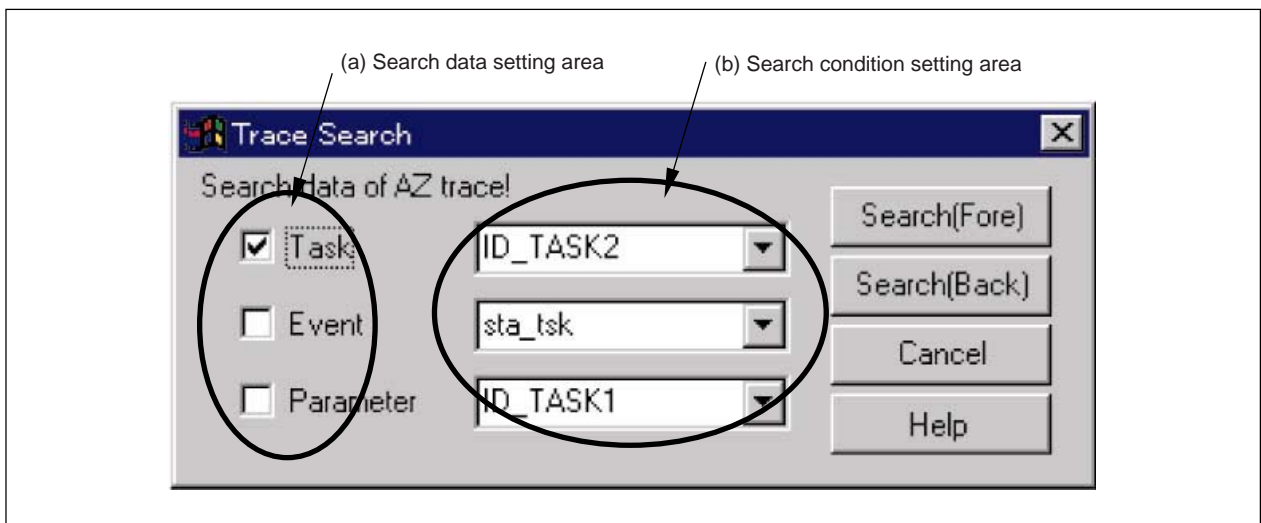 (a) Search data setting area
(b) Search condition setting area
Trace Search
Search data of AZ trace!
Task
ID_TASK2
Event
sta_tsk
Parameter
ID_TASK1
Search(Fore)
Search(Back)
Cancel
Help